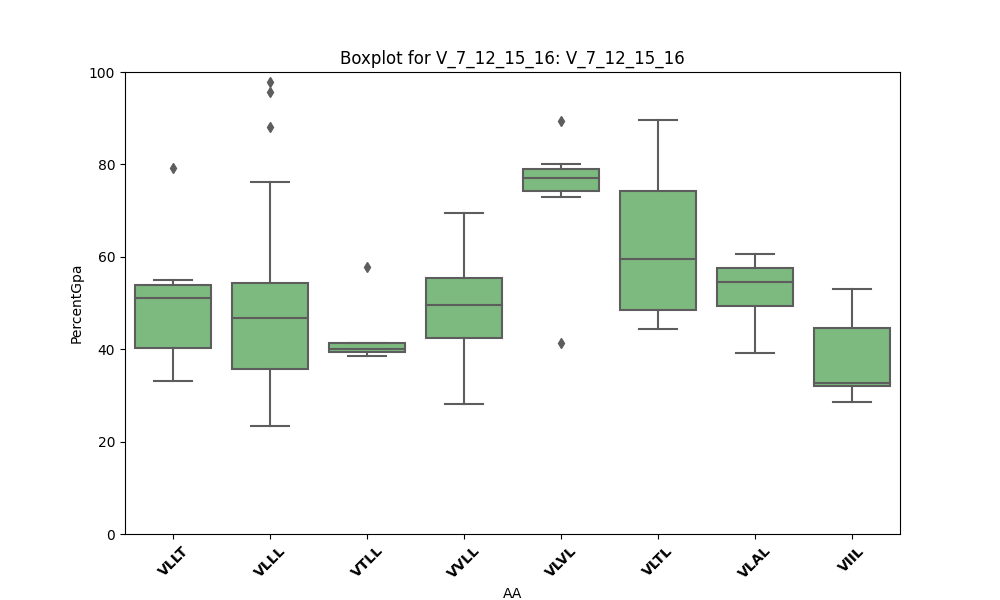 Boxplot for V_7_12_15_16: V_7_12_15_16
100
80
60
40
20
0
PercentGpa
VLLT
VLLL
VTLL
VVLL
VLVL
VLTL
VLAL
VIIL
AA